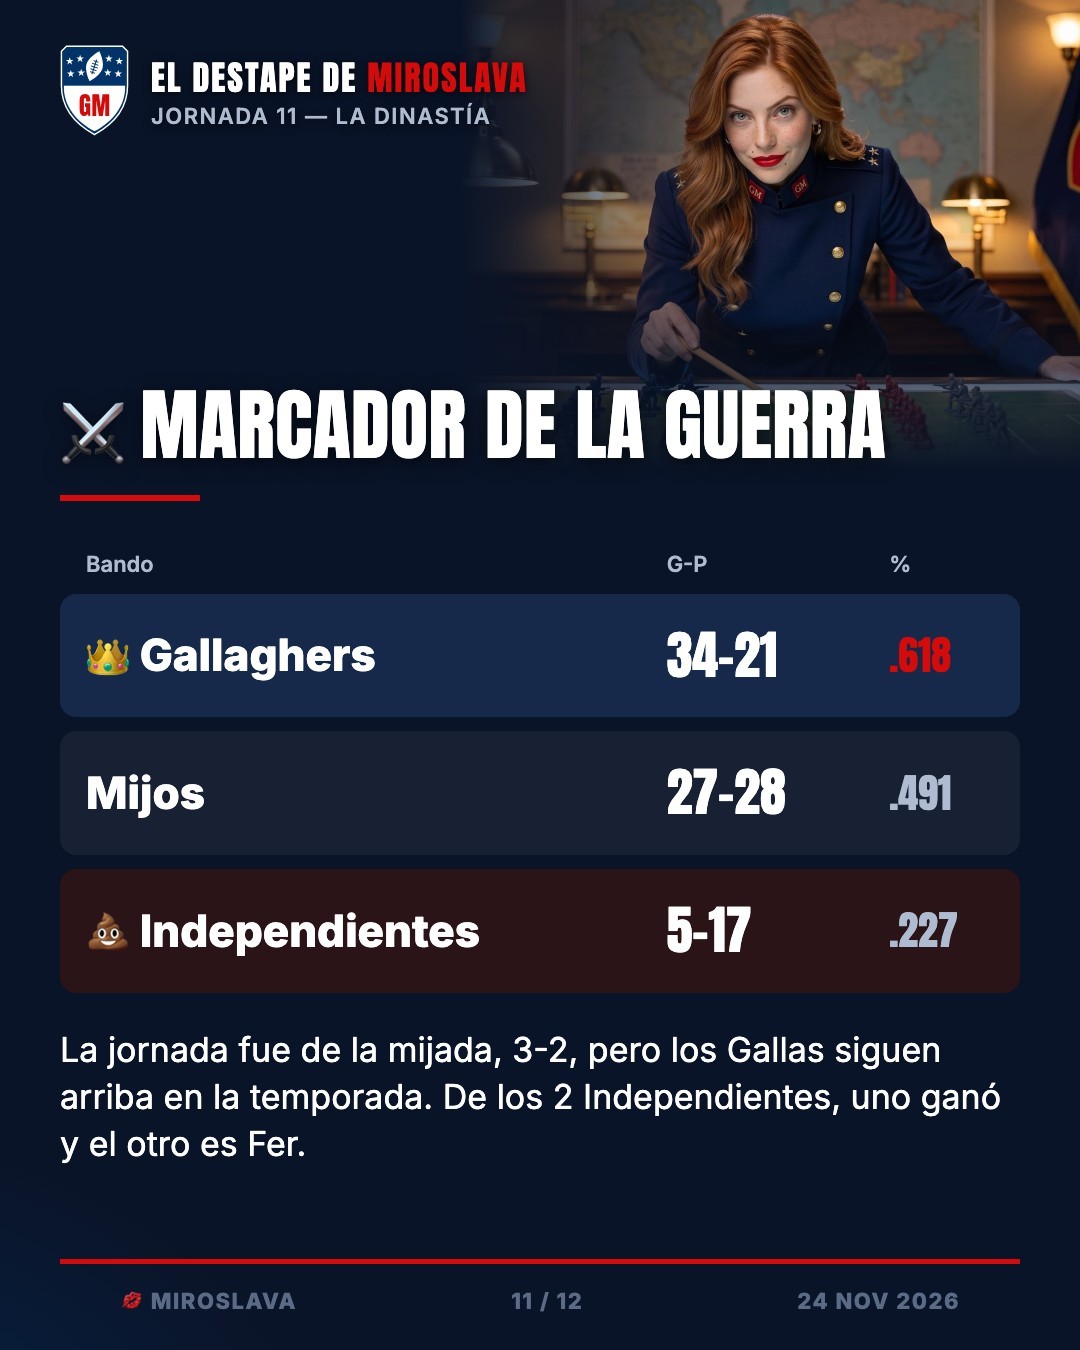 GM
EL DESTAPE DE MIROSLAVA
JORNADA 11 — LA DINASTÍA
GM GM
⚔️ MARCADOR DE LA GUERRA
Bando G-P %
👑 Gallaghers 34-21 .618
Mijos 27-28 .491
💩 Independientes 5-17 .227
La jornada fue de la mijada, 3-2, pero los Gallas siguen
arriba en la temporada. De los 2 Independientes, uno ganó
y el otro es Fer.
💋 MIROSLAVA 11 / 12 24 NOV 2026